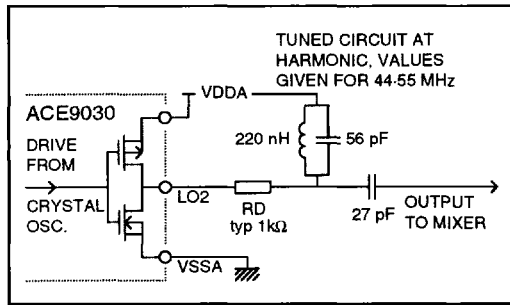 TUNED CIRCUIT AT
HARMONIC, VALUES
GIVEN FOR 44-55 MHz
VDDA
ACE9030
DRIVE
FROM
220 nH
56 pF
CRYSTAL
OSC.
LO2
RD
typ 1kΩ
27 pF
OUTPUT
TO MIXER
VSSA